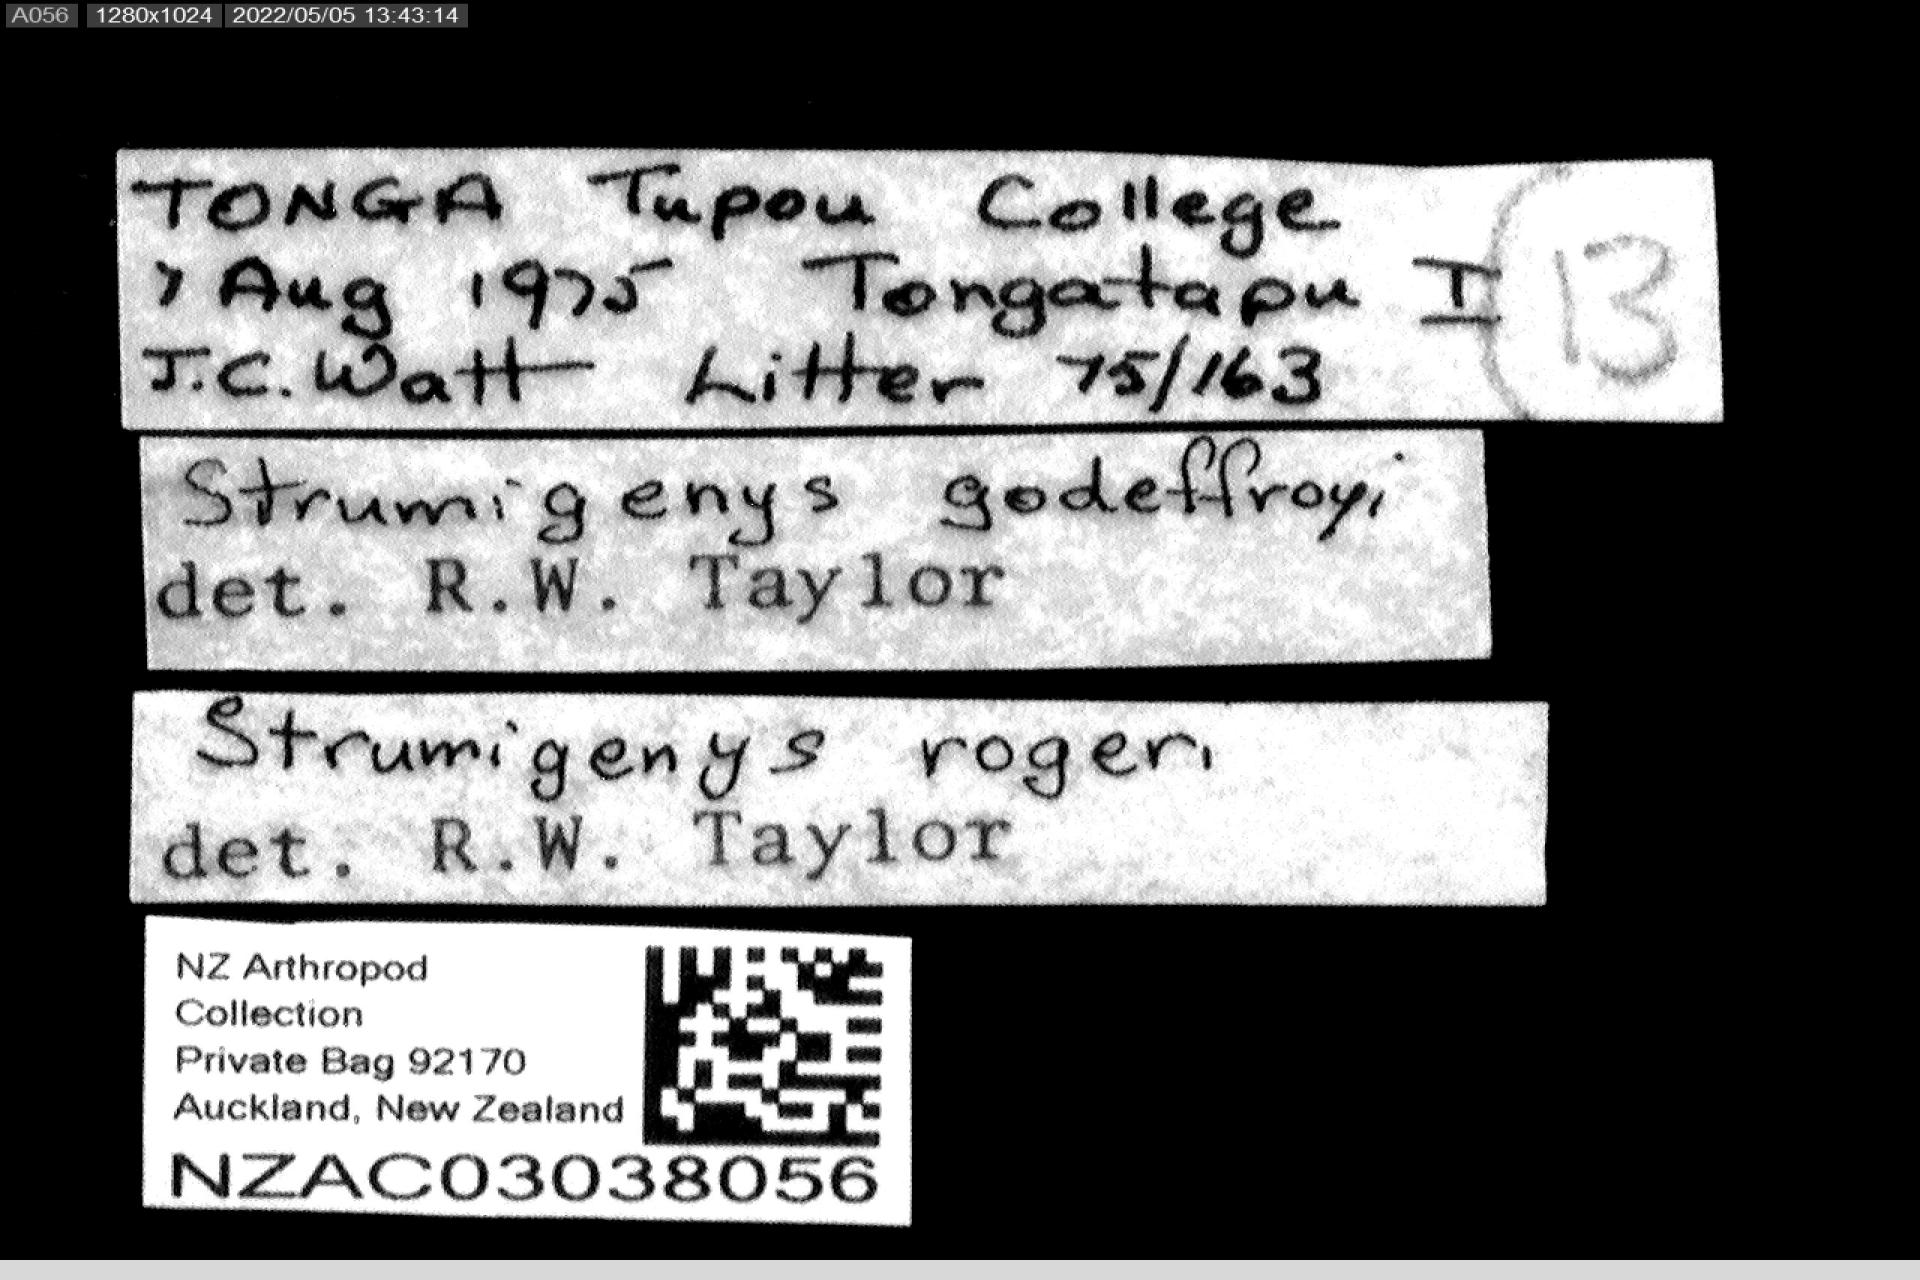 A056 1280x1024 2022/05/05 13:43:14
TONGA Tupou College
7 Aug 1975 Tongatapu I
13
J.C. Watt Litter 75/163
Strumigenys godeffroyi
det. R.W. Taylor
Strumigenys rogeri
det. R.W. Taylor
NZ Arthropod
Collection
Private Bag 92170
Auckland, New Zealand
NZAC03038056